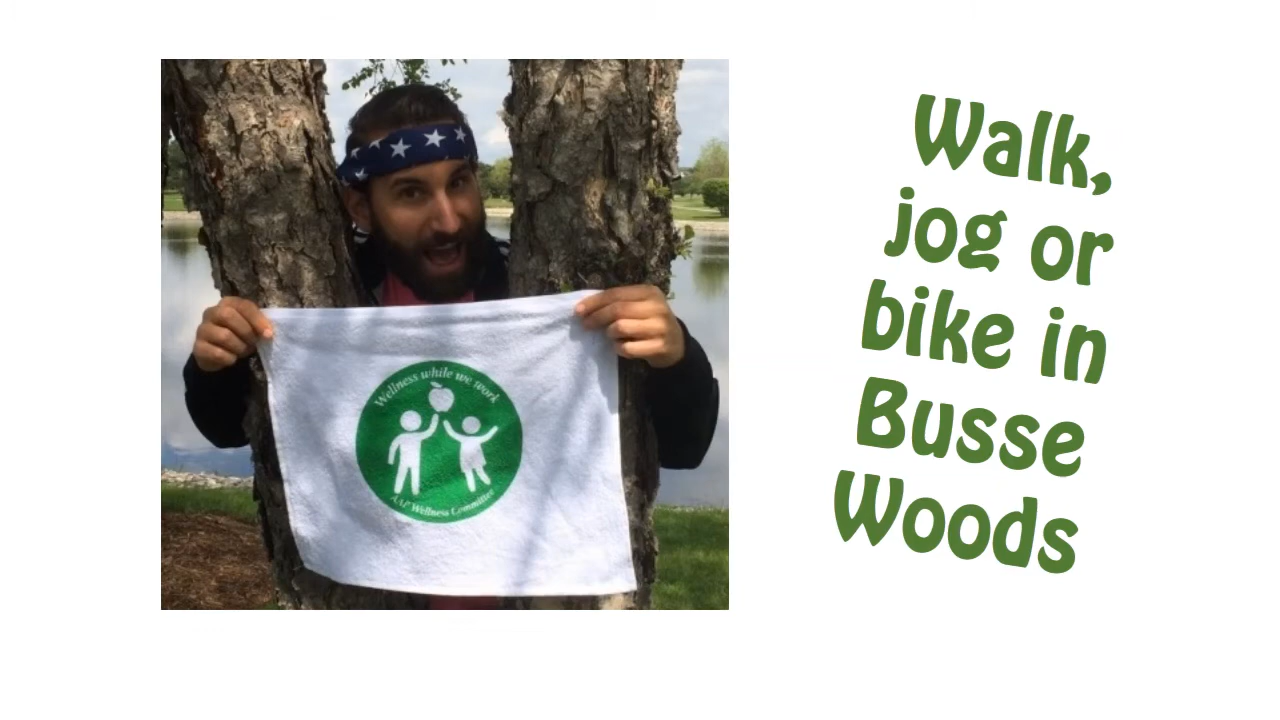 Walk,
jog or
bike in
Busse
Woods
Wellness while we work
AAP Wellness Committee